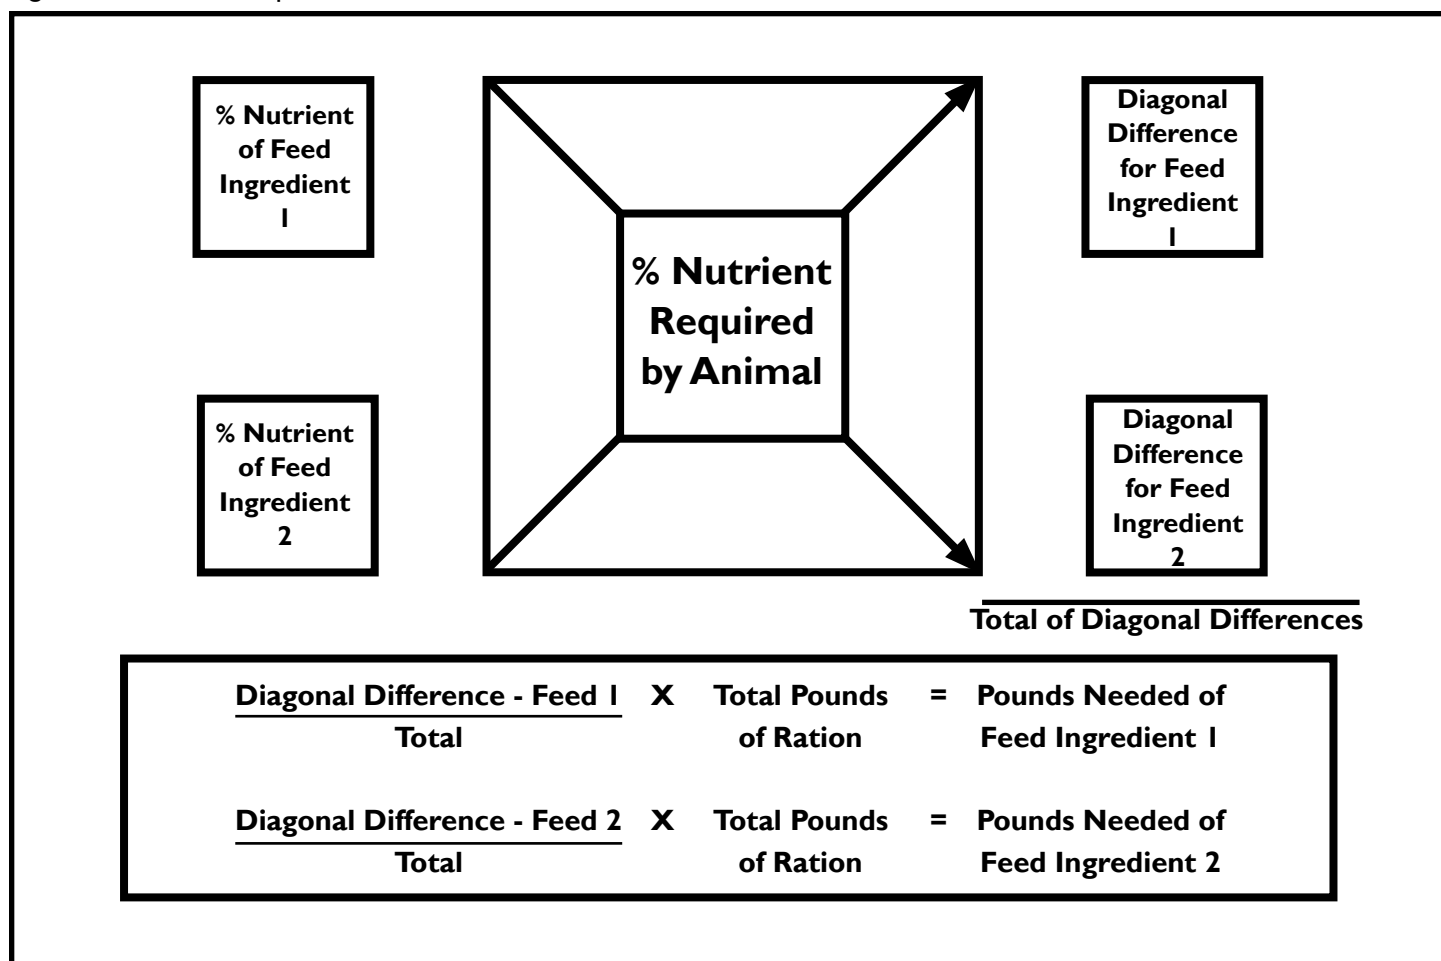 % Nutrient
of Feed
Ingredient
1
% Nutrient
Required
by Animal
Diagonal
Difference
for Feed
Ingredient
1
% Nutrient
of Feed
Ingredient
2
Diagonal
Difference
for Feed
Ingredient
2
Total of Diagonal Differences
Diagonal Difference - Feed 1 X Total Pounds = Pounds Needed of
Total of Ration Feed Ingredient 1
Diagonal Difference - Feed 2 X Total Pounds = Pounds Needed of
Total of Ration Feed Ingredient 2